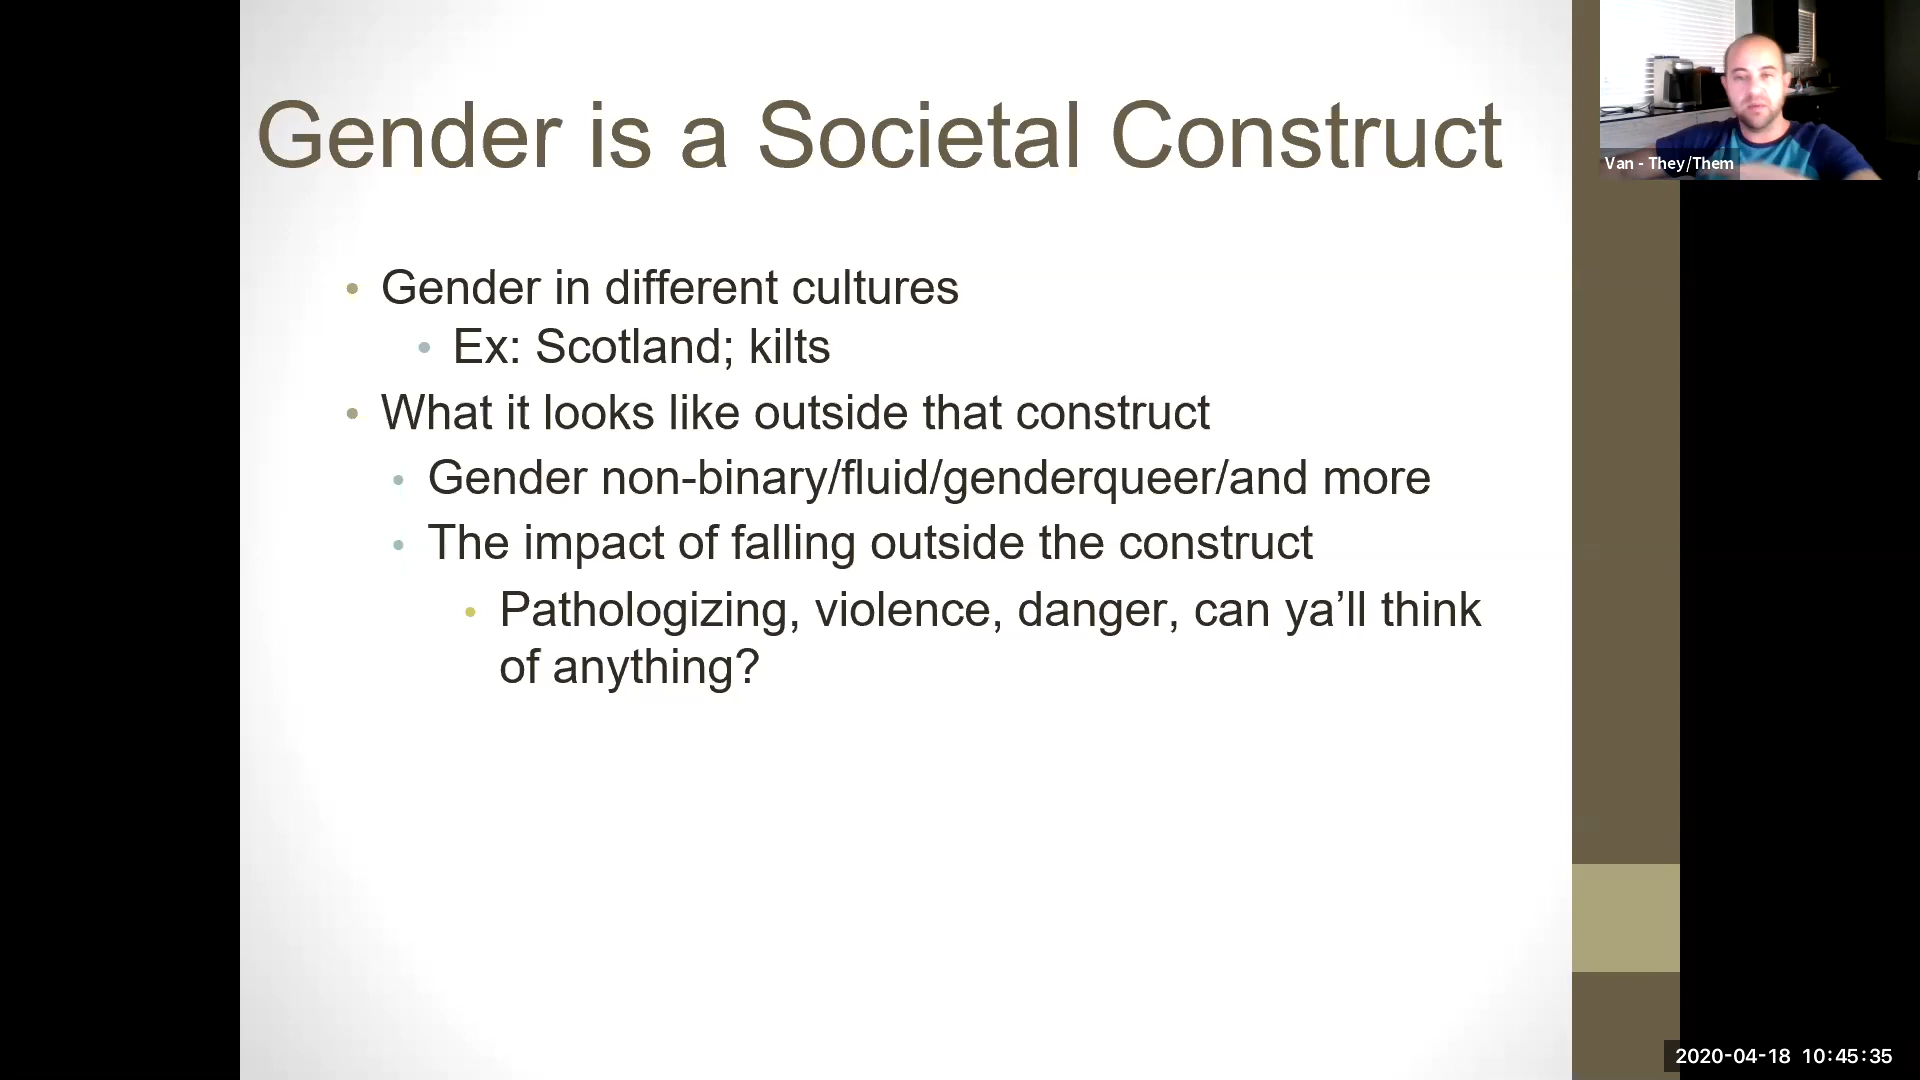 Gender is a Societal Construct
Van - They/Them
• Gender in different cultures
• Ex: Scotland; kilts
• What it looks like outside that construct
• Gender non-binary/fluid/genderqueer/and more
• The impact of falling outside the construct
• Pathologizing, violence, danger, can ya’ll think
of anything?
2020-04-18 10:45:35